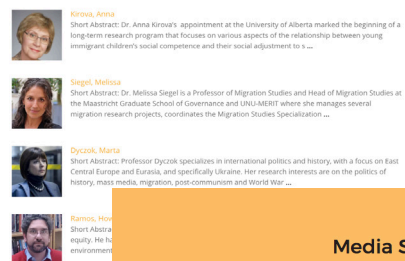 Kirova, Anna
Short Abstract: Dr. Anna Kirova's appointment at the University of Alberta marked the beginning of a
long-term research program that focuses on various aspects of the relationship between young
immigrant children's social competence and their social adjustment to s ...
Siegel, Melissa
Short Abstract: Dr. Melissa Siegel is a Professor of Migration Studies and Head of Migration Studies at
the Maastricht Graduate School of Governance and UNU-MERIT where she manages several
migration research projects, coordinates the Migration Studies Specialization ...
Dyczok, Marta
Short Abstract: Professor Dyczok specializes in international politics and history, with a focus on East
Central Europe and Eurasia, and specifically Ukraine. Her research interests are on the politics of
history, mass media, migration, post-communism and World War ...
Ramos, How
Short Abstra
equity. He ha
environment
Media S